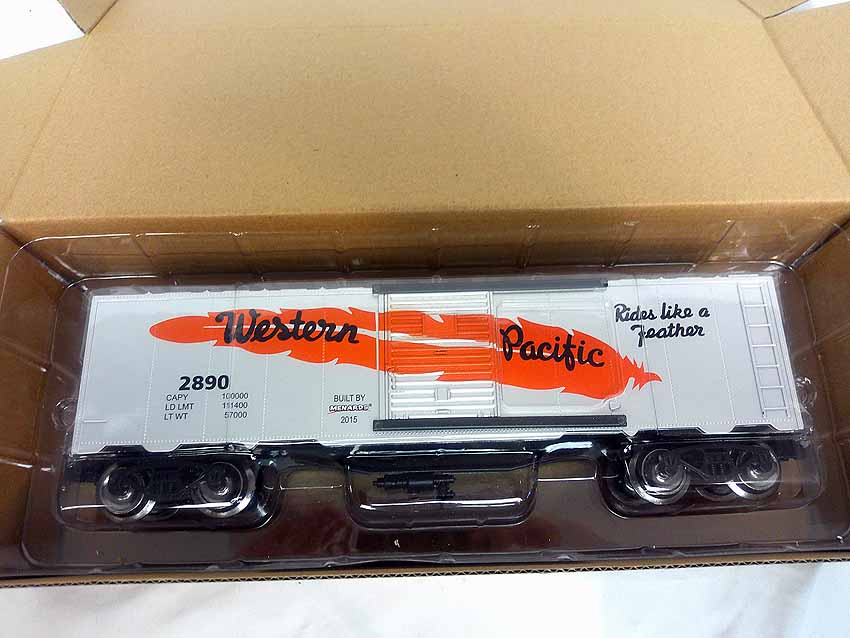 Western
Pacific
Rides like a
Feather
2890
CAPY 100000
LD LMT 111400
LT WT 57000
BUILT BY
MENARDS
2015